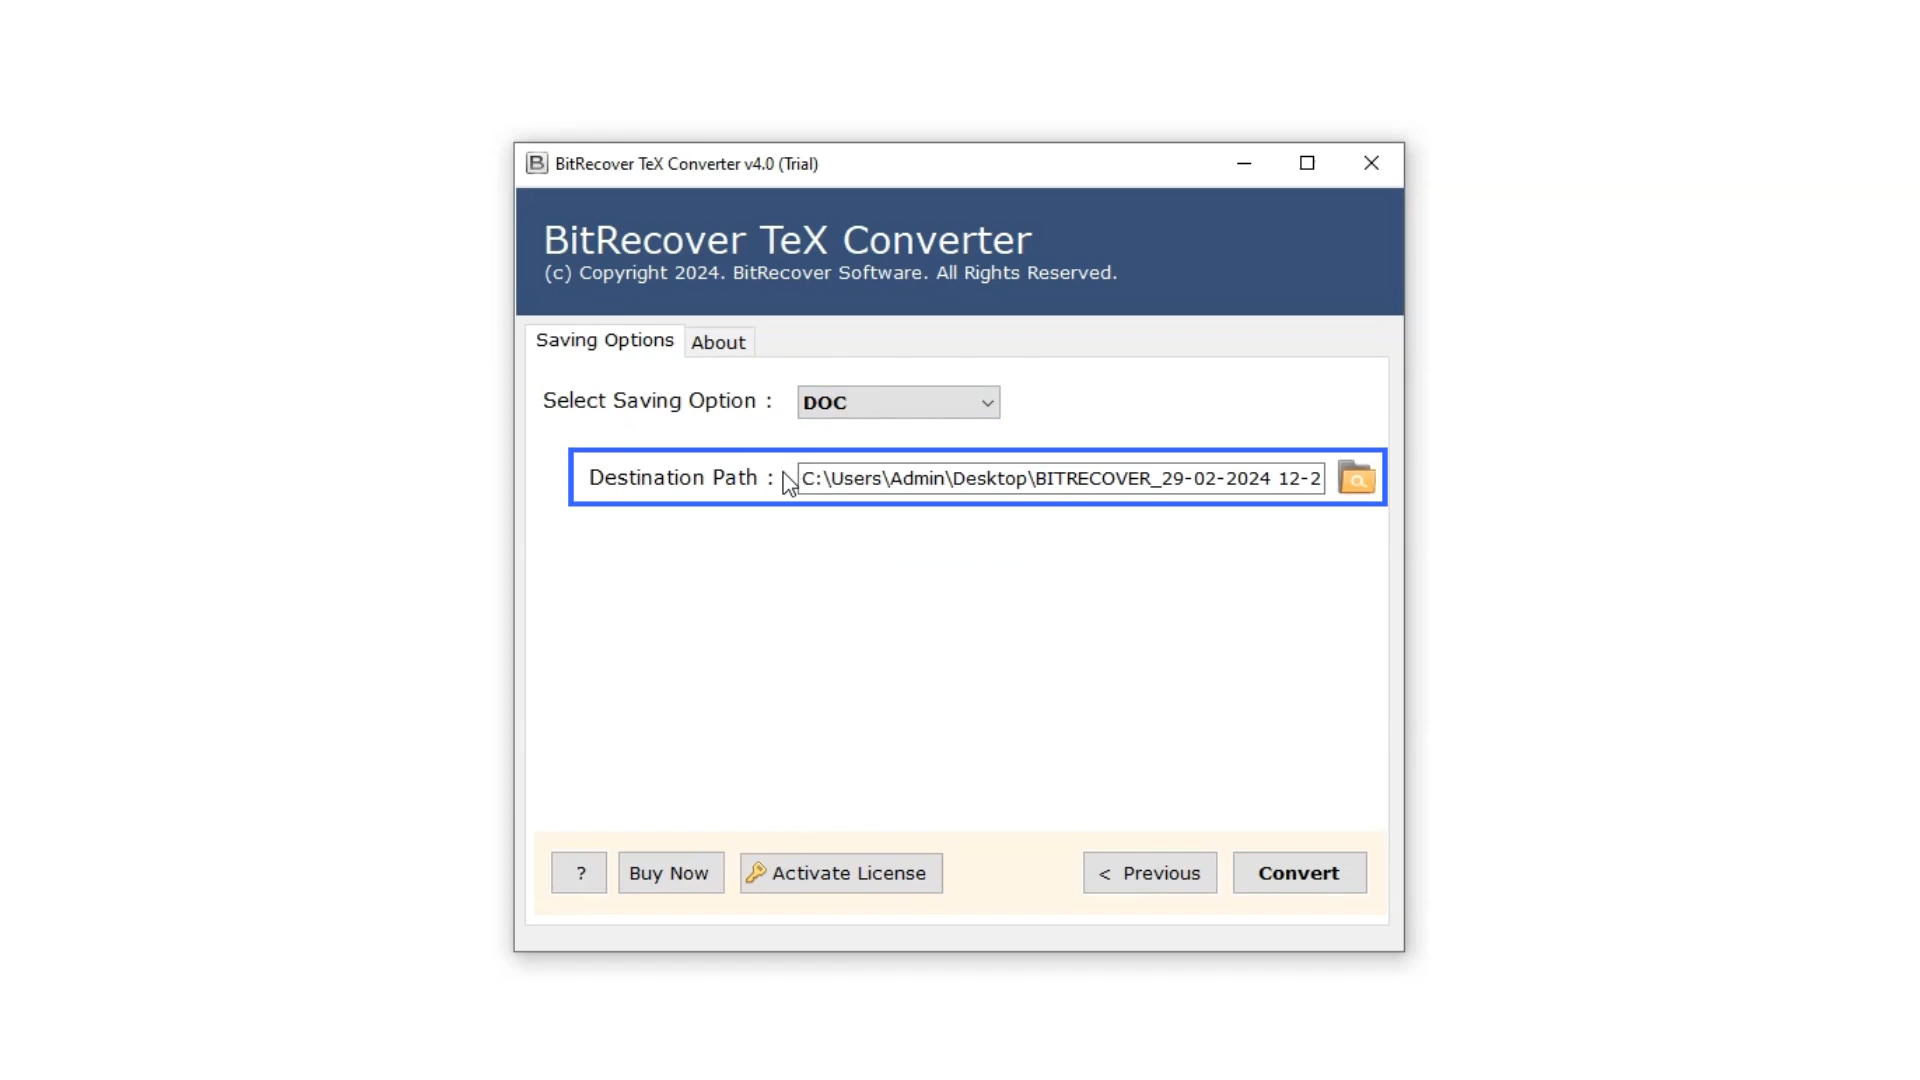 BitRecover TeX Converter v4.0 (Trial)
BitRecover TeX Converter
(c) Copyright 2024. BitRecover Software. All Rights Reserved.
Saving Options About
Select Saving Option : DOC
Destination Path : C:\Users\Admin\Desktop\BITRECOVER_29-02-2024 12-2
? Buy Now Activate License < Previous Convert